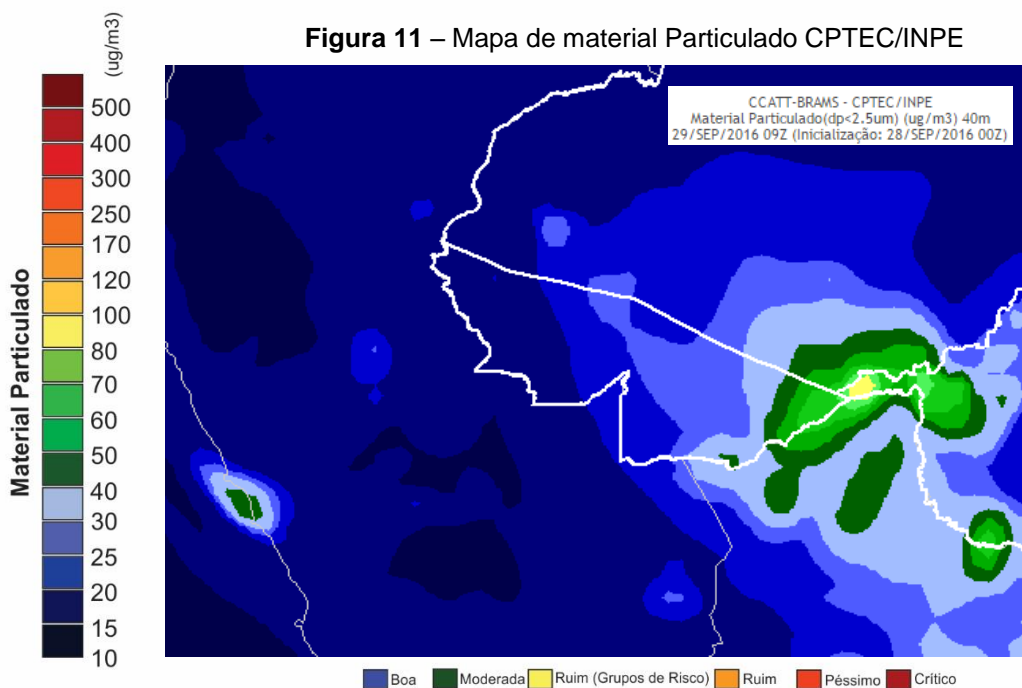 Figura 11 – Mapa de material Particulado CPTEC/INPE
(ug/m3)
CCATT-BRAMS - CPTEC/INPE
Material Particulado(dp<2.5um) (ug/m3) 40m
29/SEP/2016 09Z (Inicialização: 28/SEP/2016 00Z)
Material Particulado
500
400
300
250
170
120
100
80
70
60
50
40
30
25
20
15
10
Boa
Moderada
Ruim (Grupos de Risco)
Ruim
Péssimo
Crítico